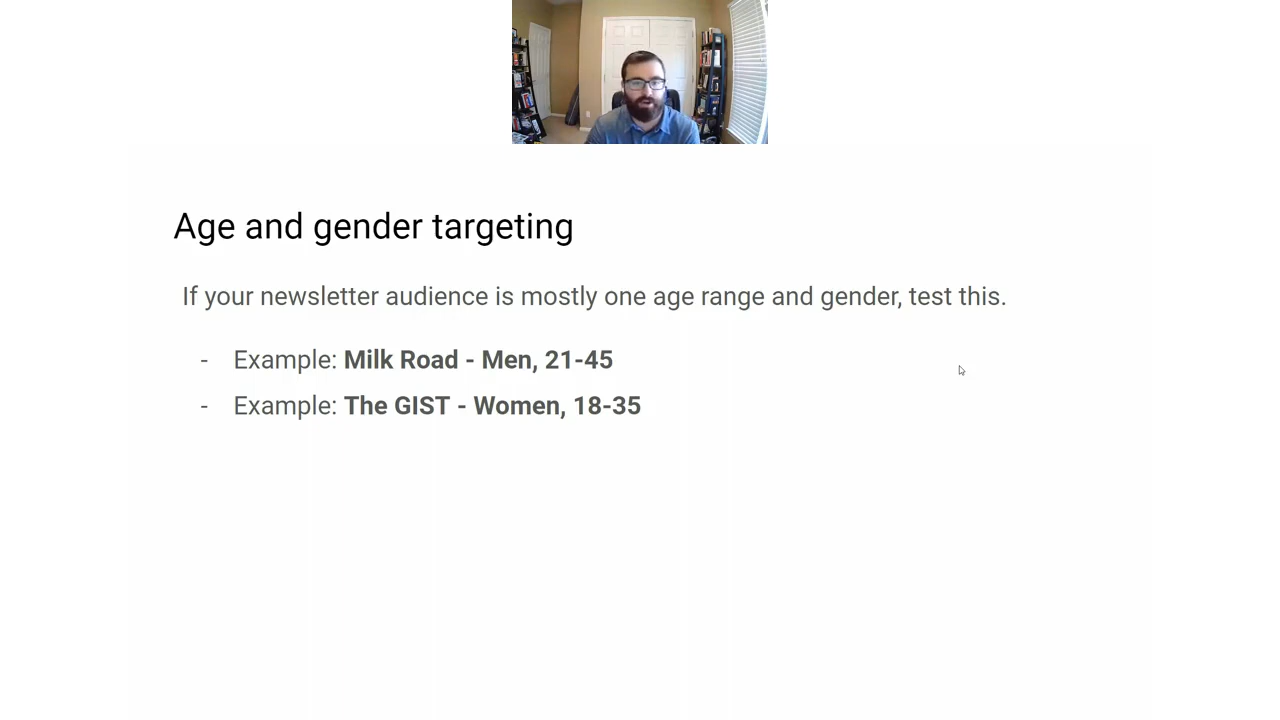 Age and gender targeting
If your newsletter audience is mostly one age range and gender, test this.
- Example: Milk Road - Men, 21-45
- Example: The GIST - Women, 18-35